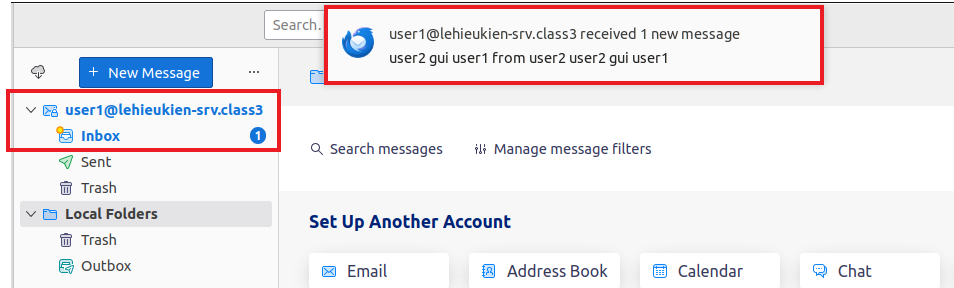 Search...
user1@lehieukien-srv.class3 received 1 new message
user2 gui user1 from user2 user2 gui user1
+ New Message
...
user1@lehieukien-srv.class3
Inbox 1
Sent
Trash
Local Folders
Trash
Outbox
Search messages Manage message filters
Set Up Another Account
Email Address Book Calendar Chat